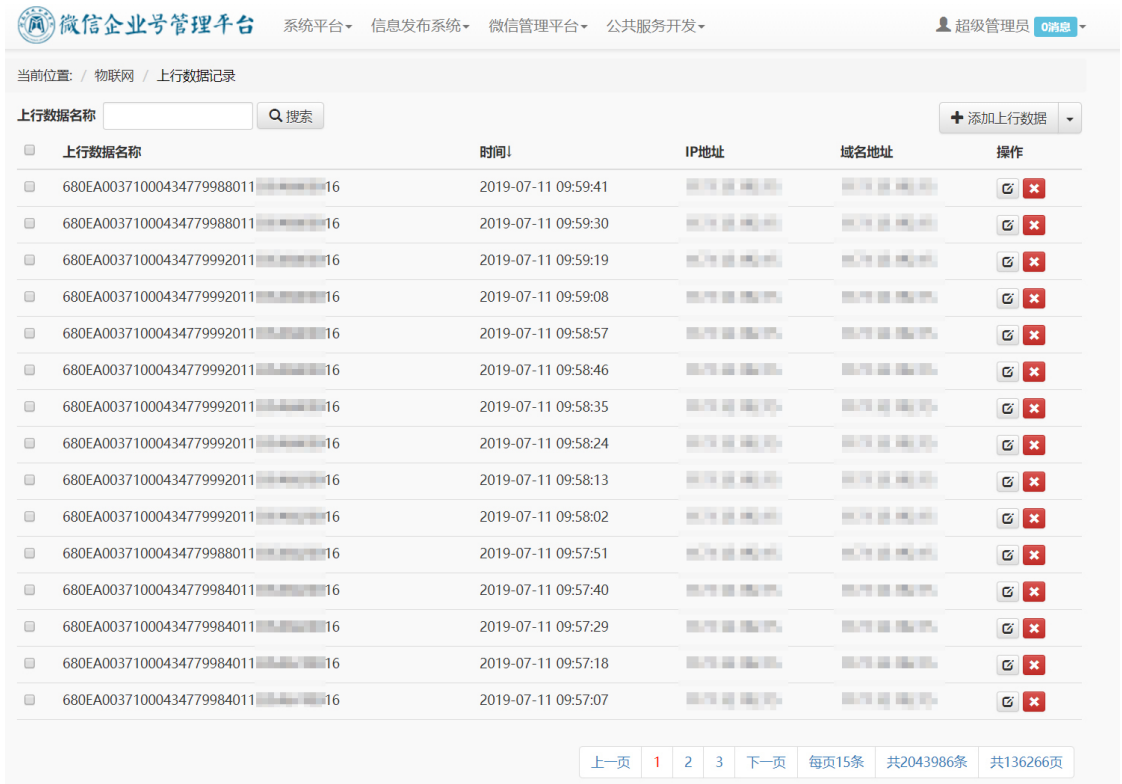 微信企业号管理平台 系统平台 信息发布系统 微信管理平台 公共服务开发 超级管理员 0消息
当前位置: / 物联网 / 上行数据记录
上行数据名称 搜索 添加上行数据
上行数据名称 时间↓ IP地址 域名地址 操作
680EA00371000434779988011 16 2019-07-11 09:59:41
680EA00371000434779988011 16 2019-07-11 09:59:30
680EA00371000434779992011 16 2019-07-11 09:59:19
680EA00371000434779992011 16 2019-07-11 09:59:08
680EA00371000434779992011 16 2019-07-11 09:58:57
680EA00371000434779992011 16 2019-07-11 09:58:46
680EA00371000434779992011 16 2019-07-11 09:58:35
680EA00371000434779992011 16 2019-07-11 09:58:24
680EA00371000434779992011 16 2019-07-11 09:58:13
680EA00371000434779992011 16 2019-07-11 09:58:02
680EA00371000434779988011 16 2019-07-11 09:57:51
680EA00371000434779984011 16 2019-07-11 09:57:40
680EA00371000434779984011 16 2019-07-11 09:57:29
680EA00371000434779984011 16 2019-07-11 09:57:18
680EA00371000434779984011 16 2019-07-11 09:57:07
上一页 1 2 3 下一页 每页15条 共2043986条 共136266页